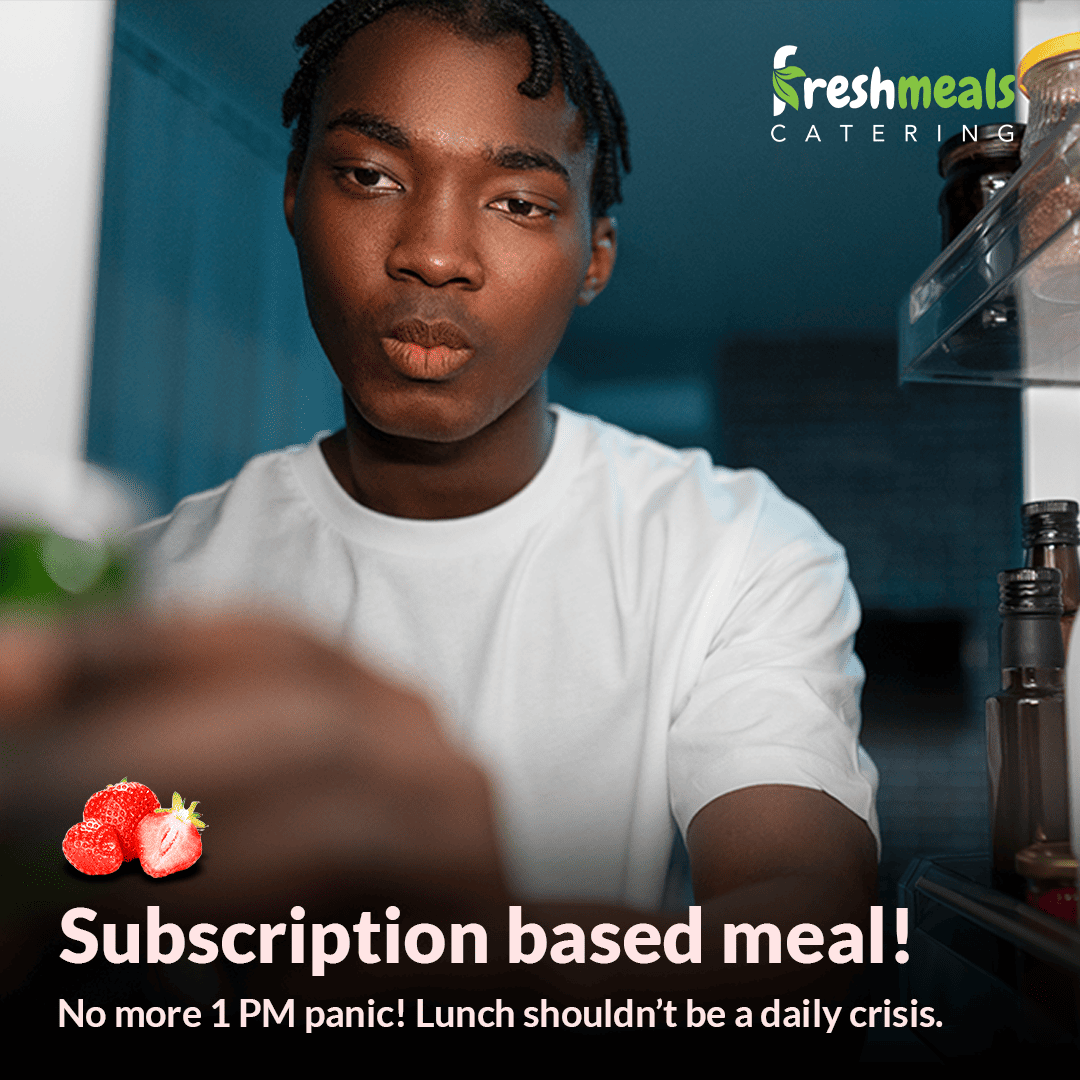 freshmeals
CATERING
Subscription based meal!
No more 1 PM panic! Lunch shouldn’t be a daily crisis.